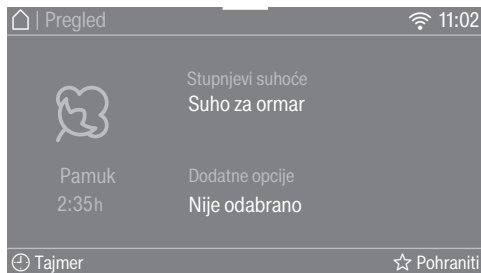 | Pregled 11:02
Stupnjevi suhoće
Suho za ormar
Pamuk
2:35h
Dodatne opcije
Nije odabrano
Tajmer
Pohraniti